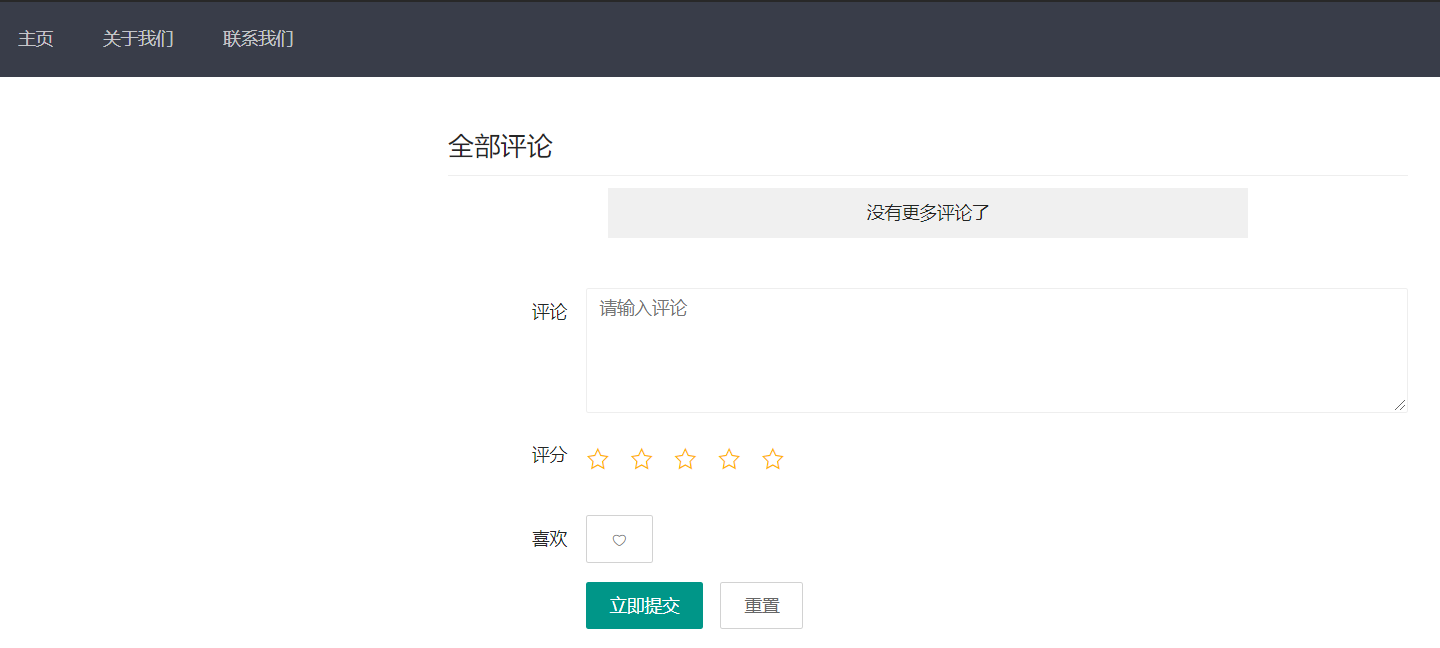 主页 关于我们 联系我们
全部评论
没有更多评论了
评论 请输入评论
评分
喜欢
立即提交 重置